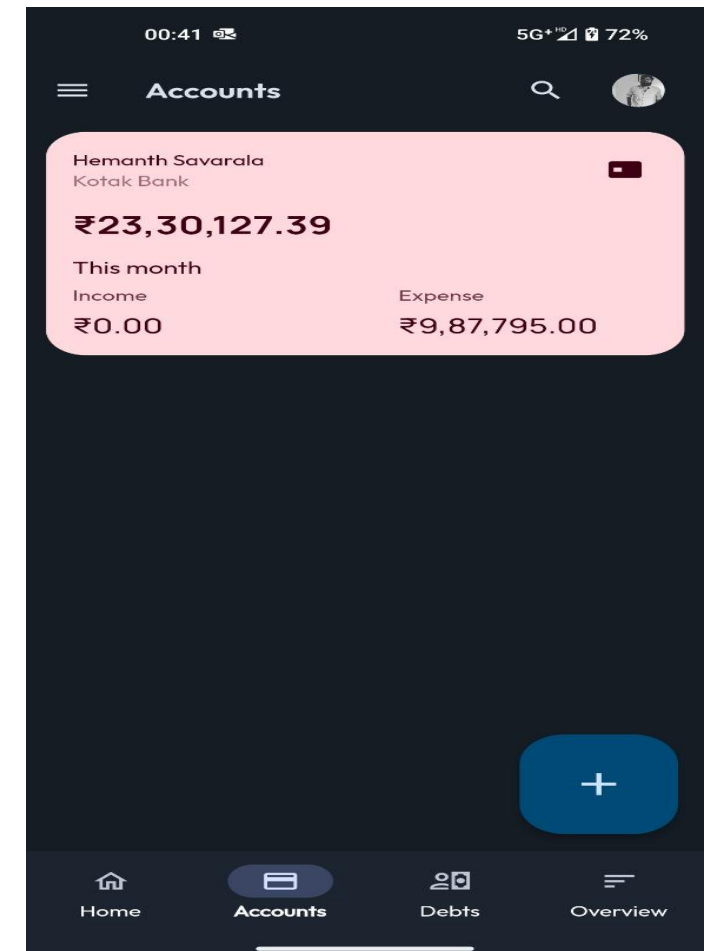 00:41 5G+ HD 72%
Accounts
Hemanth Savarala
Kotak Bank
₹23,30,127.39
This month
Income Expense
₹0.00 ₹9,87,795.00
Home Accounts Debts Overview